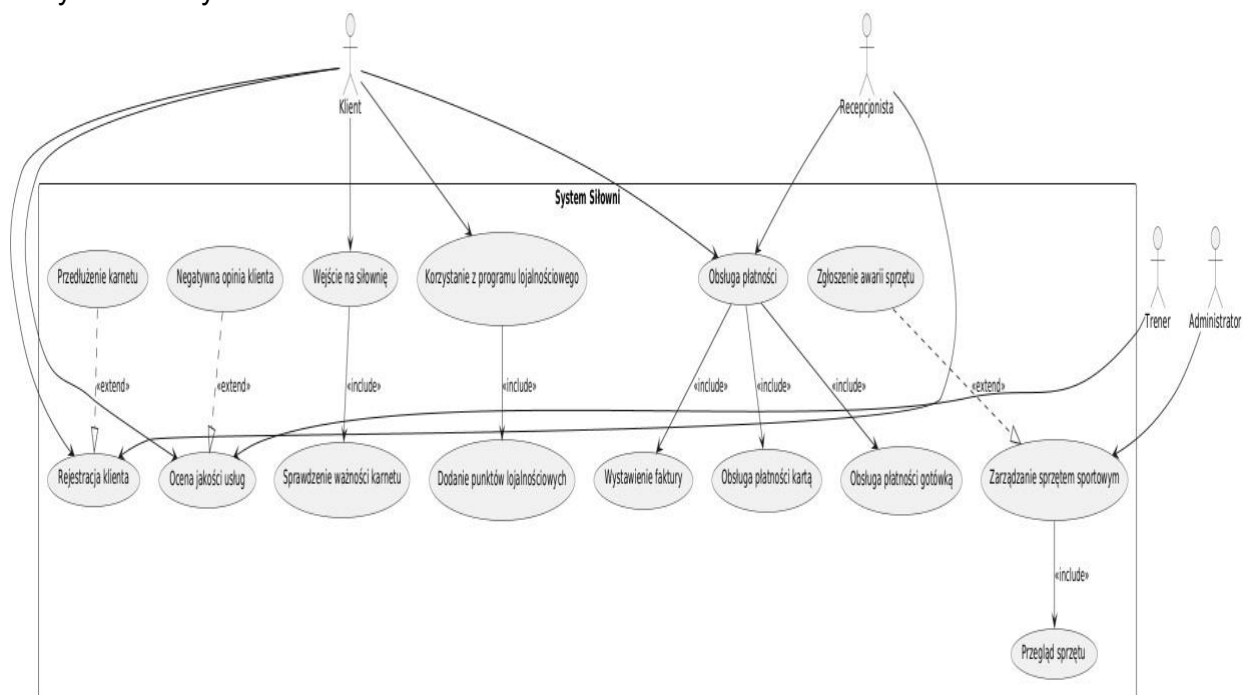 Klient
Recepcjonista
System Siłowni
Przedłużenie karnetu
Negatywna opinia klienta
Wejście na siłownię
Korzystanie z programu lojalnościowego
Obsługa płatności
Zgłoszenie awarii sprzętu
Trener
Administrator
«extend»
«extend»
«include»
«include»
«include»
«include»
«include»
«extend»
Rejestracja klienta
Ocena jakości usług
Sprawdzenie ważności karnetu
Dodanie punktów lojalnościowych
Wystawienie faktury
Obsługa płatności kartą
Obsługa płatności gotówką
Zarządzanie sprzętem sportowym
«include»
Przegląd sprzętu